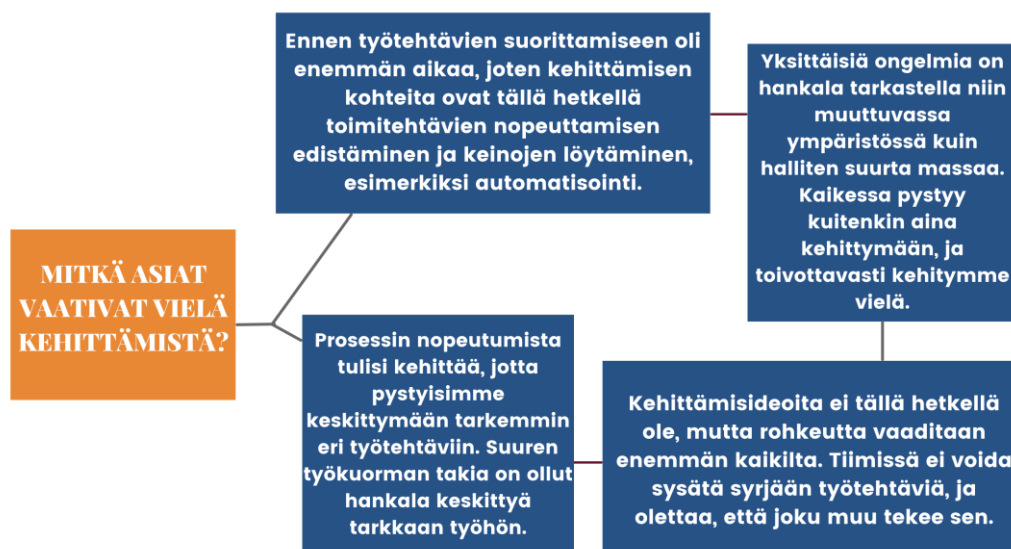 MITKÄ ASIAT
VAATIVAT VIELÄ
KEHITTÄMISTÄ?
Ennen työtehtävien suorittamiseen oli
enemmän aikaa, joten kehittämisen
kohteita ovat tällä hetkellä
toimitehtävien nopeuttamisen
edistäminen ja keinojen löytäminen,
esimerkiksi automatisointi.
Yksittäisiä ongelmia on
hankala tarkastella niin
muuttuvassa
ympäristössä kuin
halliten suurta massaa.
Kaikessa pystyy
kuitenkin aina
kehittymään, ja
toivottavasti kehitymme
vielä.
Prosessin nopeutumista
tulisi kehittää, jotta
pystyisimme
keskittymään tarkemmin
eri työtehtäviin. Suuren
työkuorman takia on ollut
hankala keskittyä
tarkkaan työhön.
Kehittämisideoita ei tällä hetkellä
ole, mutta rohkeutta vaaditaan
enemmän kaikilta. Tiimissä ei voida
sysätä syrjään työtehtäviä, ja
olettaa, että joku muu tekee sen.